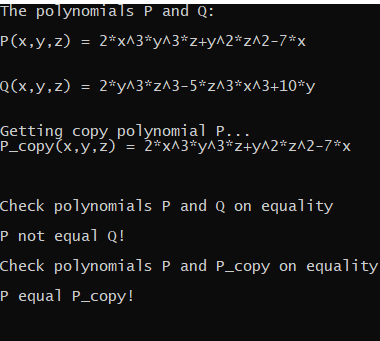 The polynomials P and Q:
P(x,y,z) = 2*x^3*y^3*z+y^2*z^2-7*x
Q(x,y,z) = 2*y^3*z^3-5*z^3*x^3+10*y
Getting copy polynomial P...
P_copy(x,y,z) = 2*x^3*y^3*z+y^2*z^2-7*x
Check polynomials P and Q on equality
P not equal Q!
Check polynomials P and P_copy on equality
P equal P_copy!